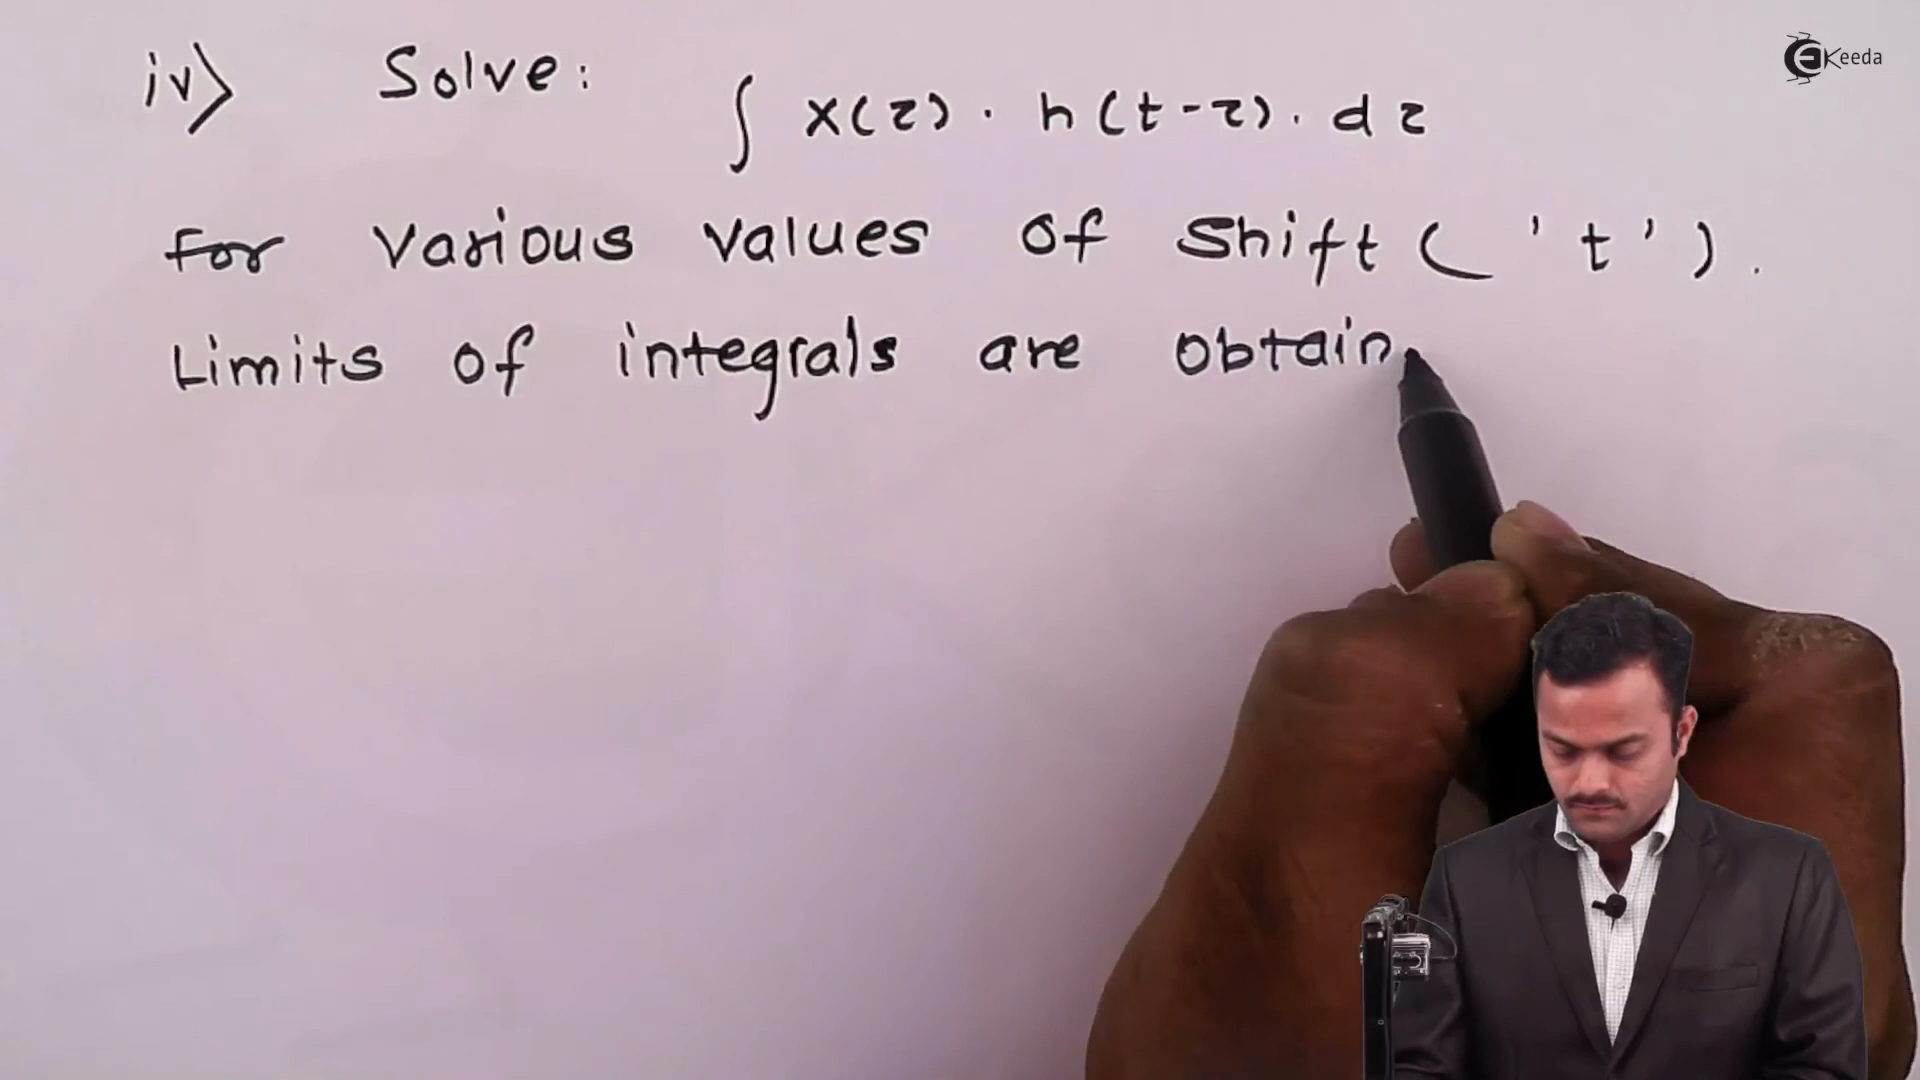 iv) Solve: ∫ x(τ) · h(t-τ) · dτ
for various values of shift ('t').
Limits of integrals are obtain
EKeeda